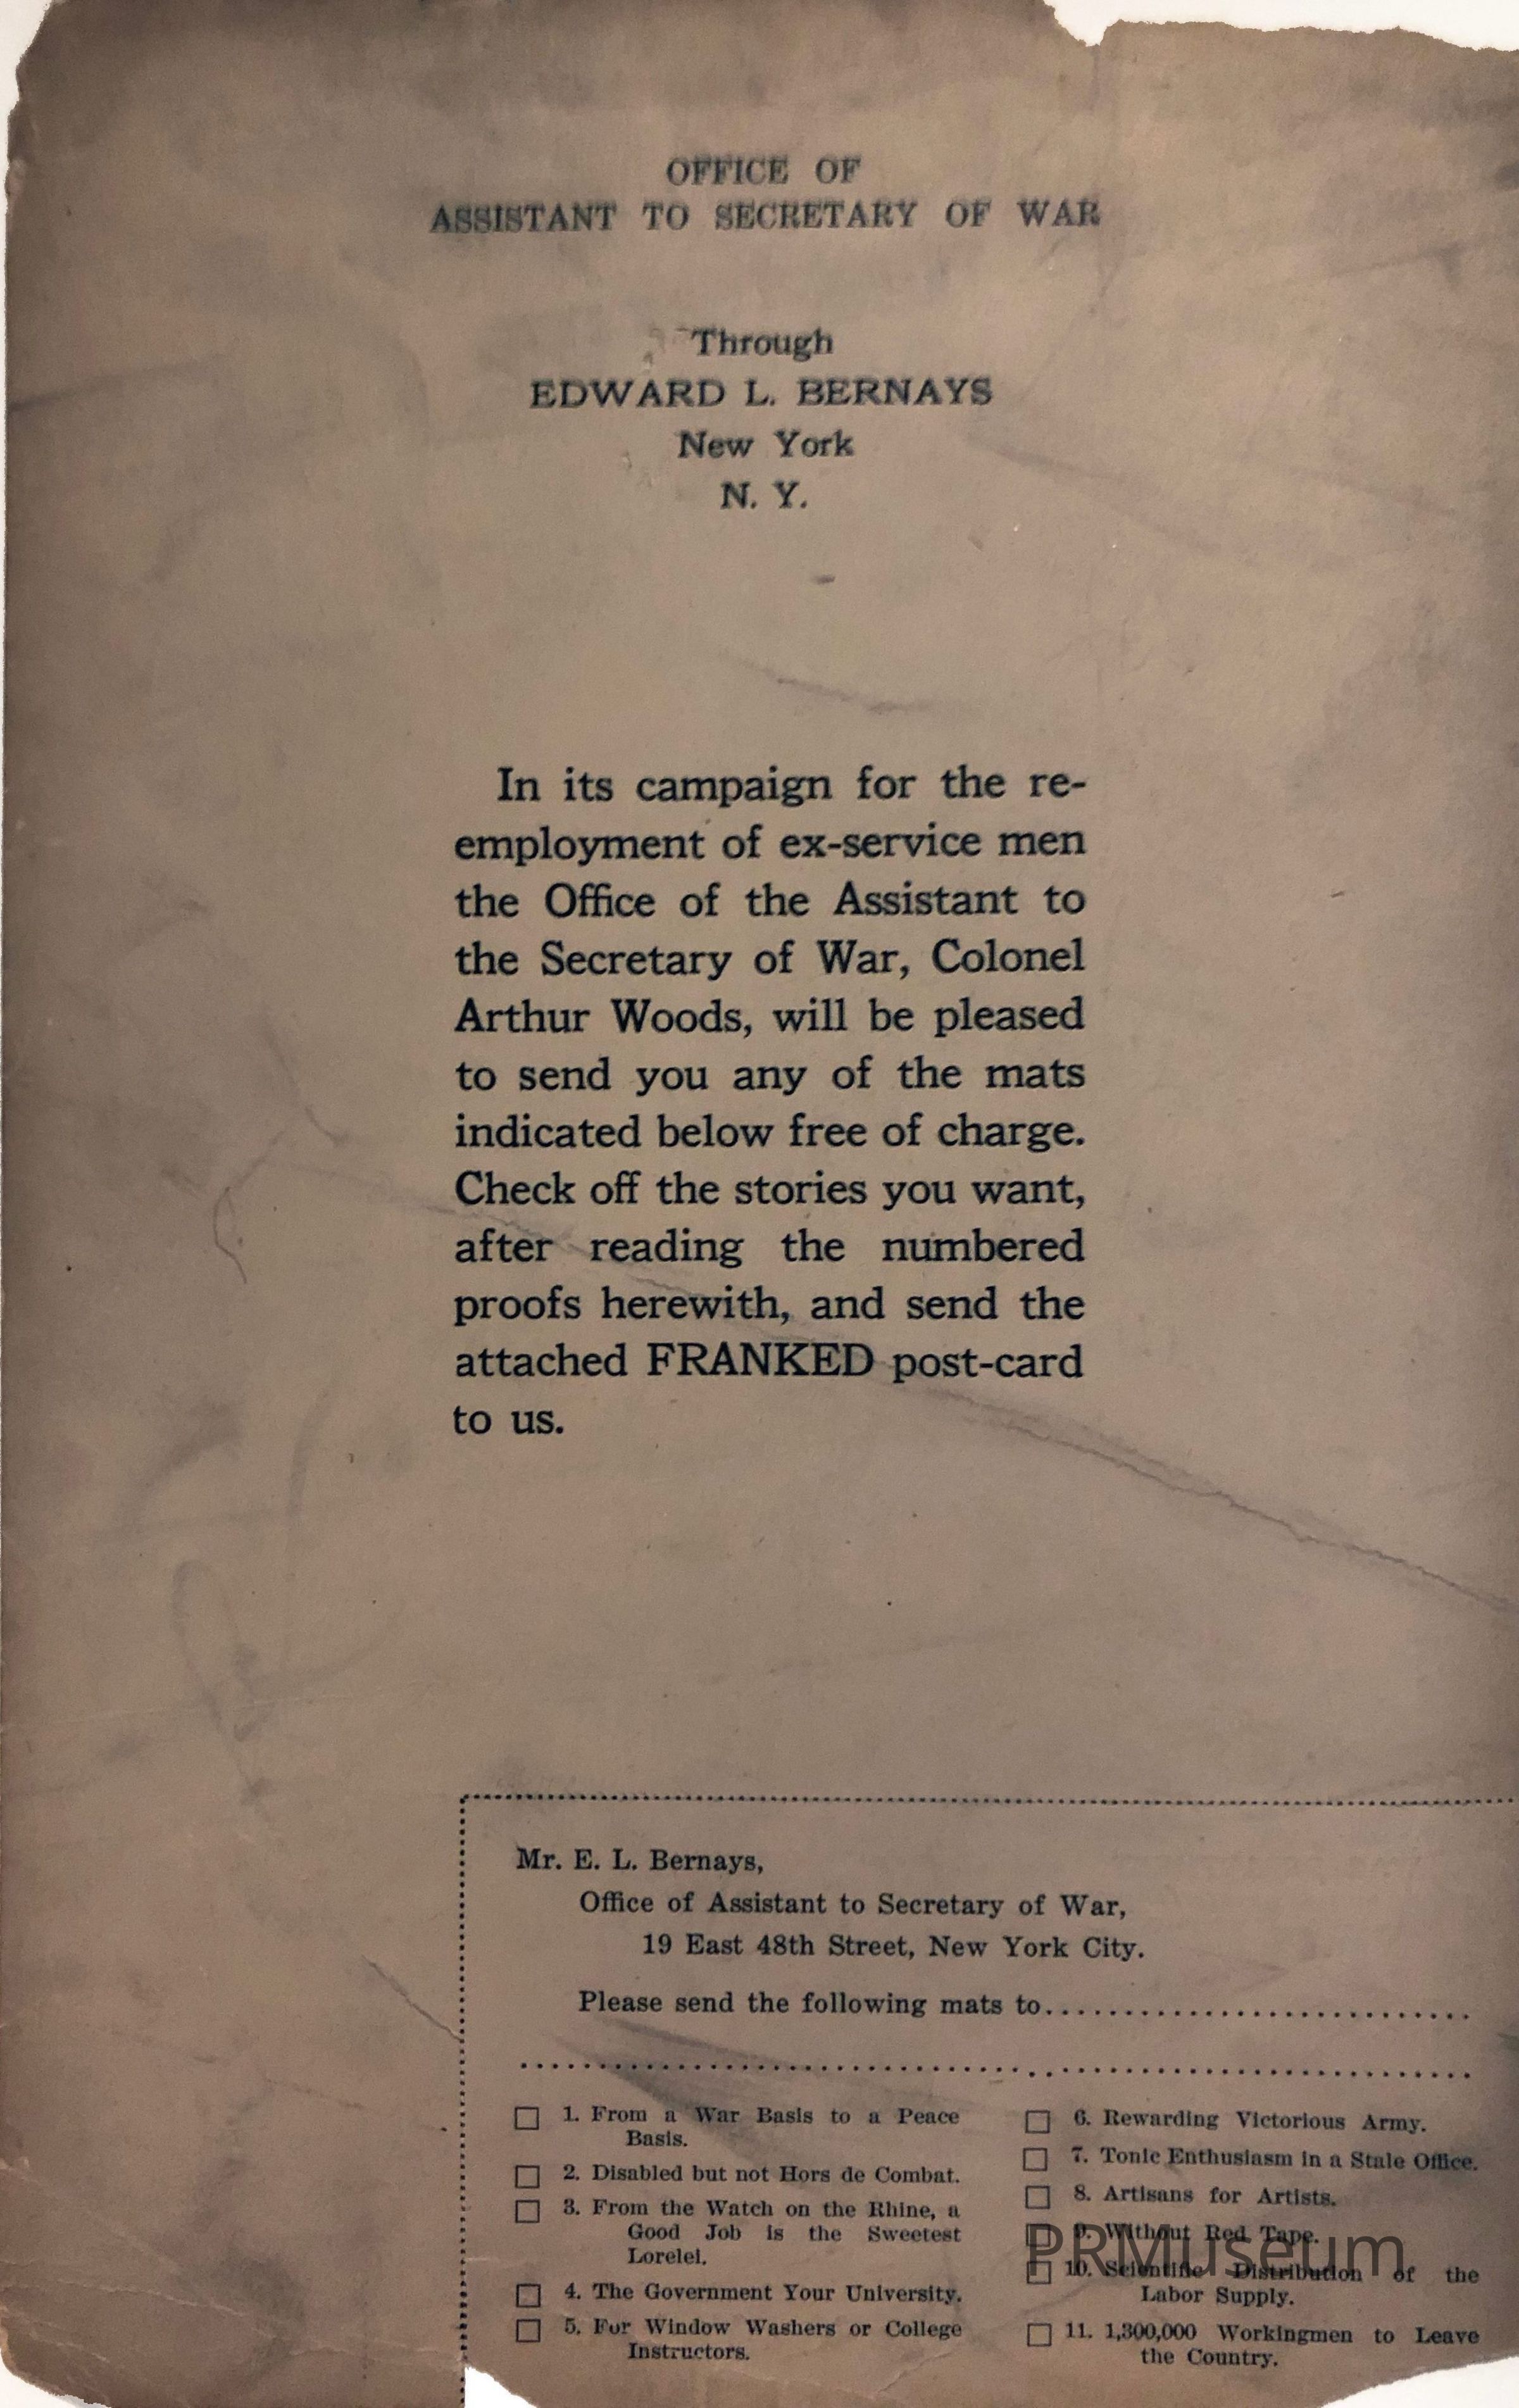 OFFICE OF
ASSISTANT TO SECRETARY OF WAR
Through
EDWARD L. BERNAYS
New York
N. Y.
In its campaign for the re-
employment of ex-service men
the Office of the Assistant to
the Secretary of War, Colonel
Arthur Woods, will be pleased
to send you any of the mats
indicated below free of charge.
Check off the stories you want,
after reading the numbered
proofs herewith, and send the
attached FRANKED post-card
to us.
Mr. E. L. Bernays,
Office of Assistant to Secretary of War,
19 East 48th Street, New York City.
Please send the following mats to..............................
..............................................................
☐ 1. From a War Basis to a Peace
Basis.
☐ 2. Disabled but not Hors de Combat.
☐ 3. From the Watch on the Rhine, a
Good Job is the Sweetest
Lorelei.
☐ 4. The Government Your University.
☐ 5. For Window Washers or College
Instructors.
☐ 6. Rewarding Victorious Army.
☐ 7. Tonic Enthusiasm in a Stale Office.
☐ 8. Artisans for Artists.
☐ 9. Without Red Tape.
☐ 10. Scientific Distribution of the
Labor Supply.
☐ 11. 1,300,000 Workingmen to Leave
the Country.
PRMuseum